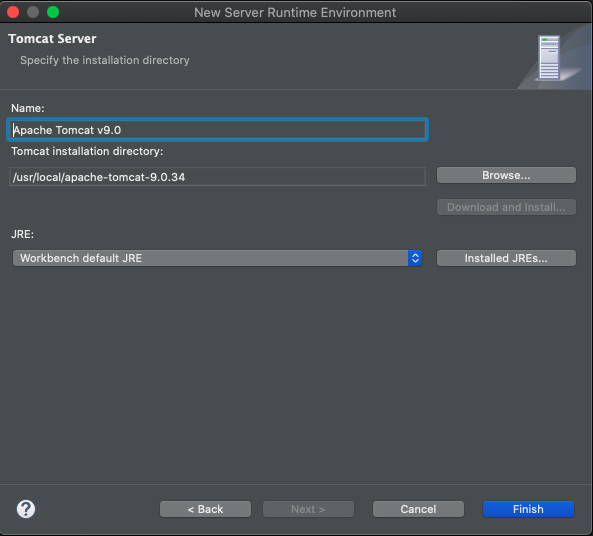 New Server Runtime Environment
Tomcat Server
Specify the installation directory
Name:
Apache Tomcat v9.0
Tomcat installation directory:
/usr/local/apache-tomcat-9.0.34
Browse...
Download and Install...
JRE:
Workbench default JRE
Installed JREs...
?
< Back
Next >
Cancel
Finish